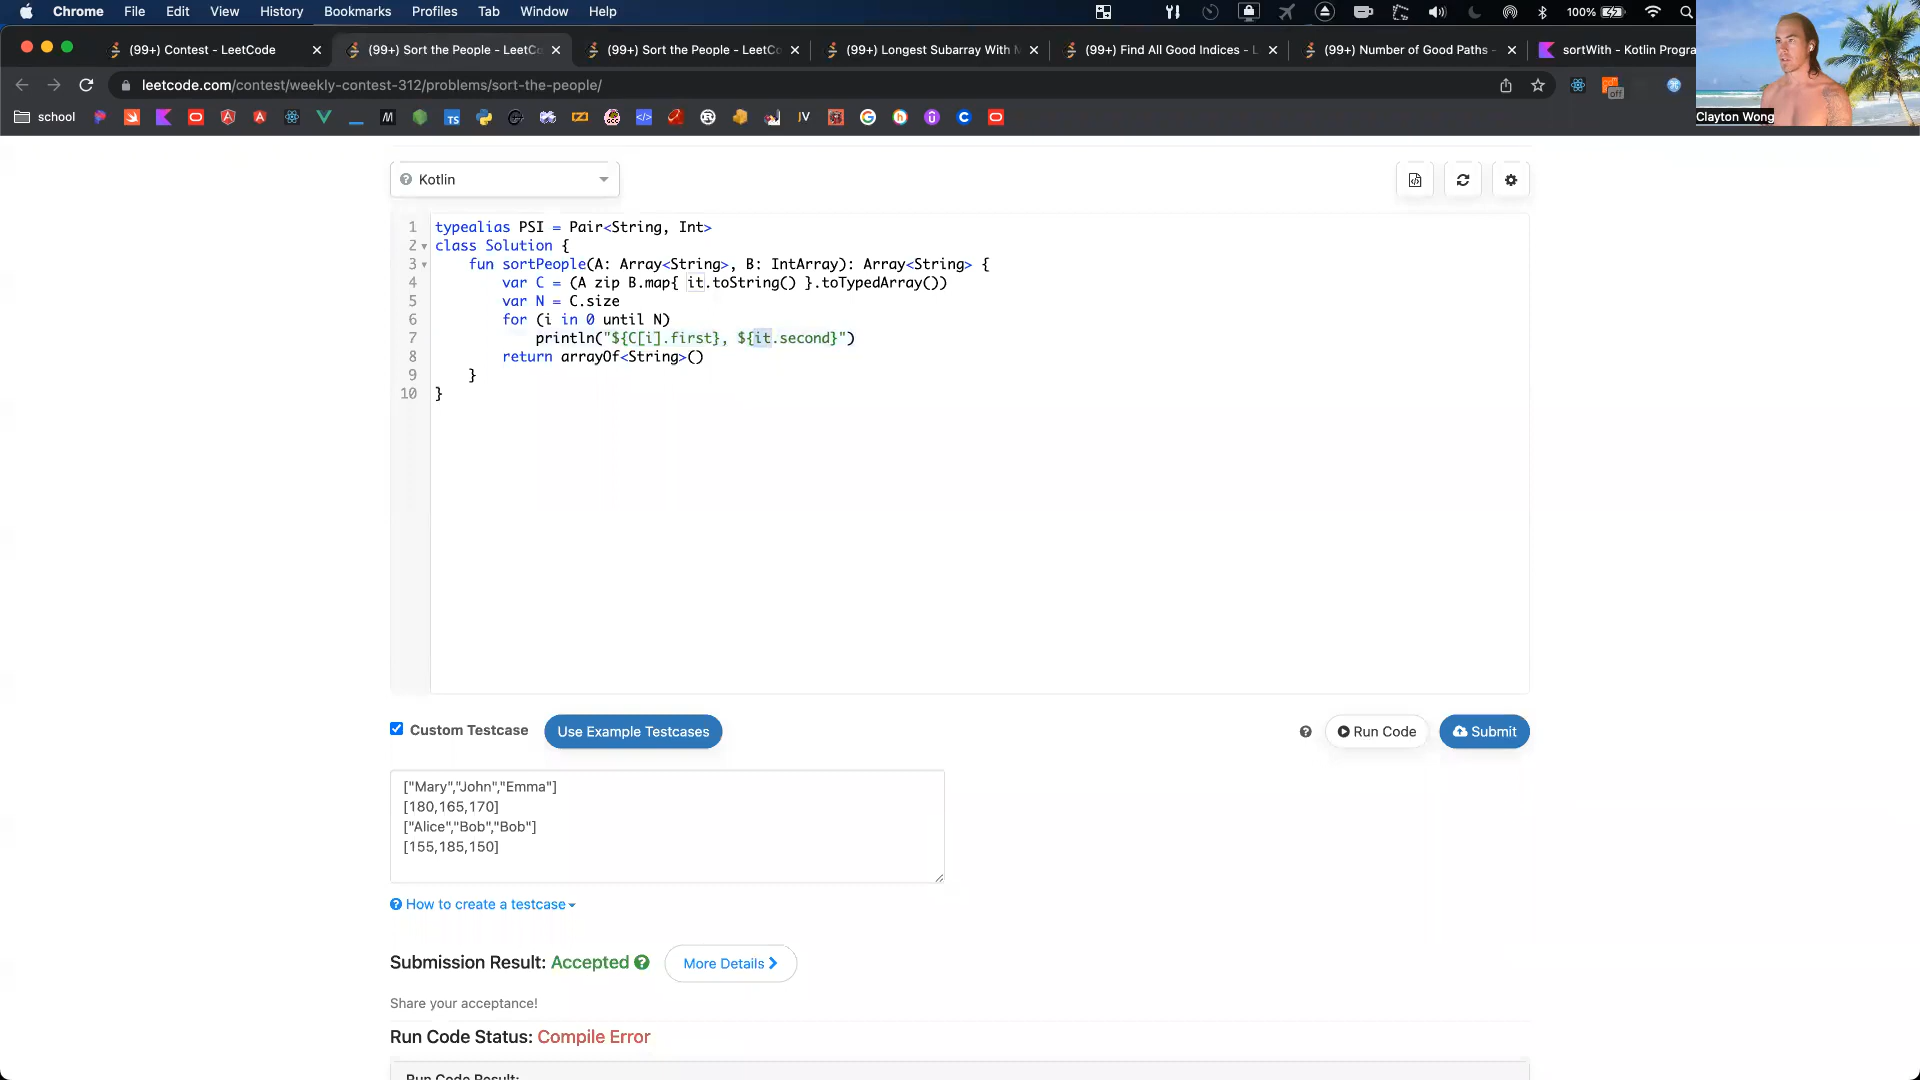 Chrome File Edit View History Bookmarks Profiles Tab Window Help 100%
(99+) Contest - LeetCode (99+) Sort the People - LeetCo (99+) Sort the People - LeetCo (99+) Longest Subarray With M (99+) Find All Good Indices - L (99+) Number of Good Paths - sortWith - Kotlin Progra
leetcode.com/contest/weekly-contest-312/problems/sort-the-people/
off
school
Clayton Wong
Kotlin
1 typealias PSI = Pair<String, Int>
2 class Solution {
3 fun sortPeople(A: Array<String>, B: IntArray): Array<String> {
4 var C = (A zip B.map{ it.toString() }.toTypedArray())
5 var N = C.size
6 for (i in 0 until N)
7 println("${C[i].first}, ${it.second}")
8 return arrayOf<String>()
9 }
10 }
Custom Testcase Use Example Testcases Run Code Submit
["Mary","John","Emma"]
[180,165,170]
["Alice","Bob","Bob"]
[155,185,150]
How to create a testcase
Submission Result: Accepted More Details
Share your acceptance!
Run Code Status: Compile Error
Run Code Result: